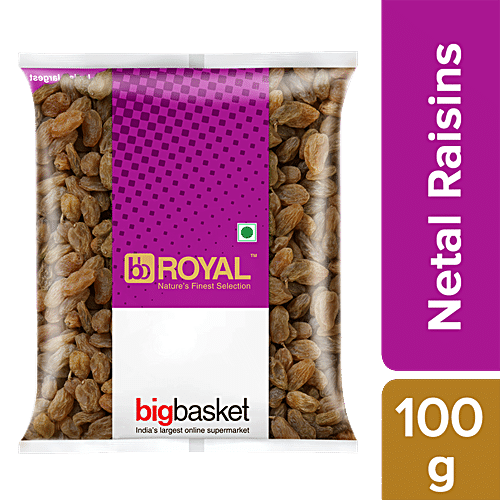 bb ROYAL™
Nature's Finest Selection
bigbasket
India's largest online supermarket
Netal Raisins
100
g